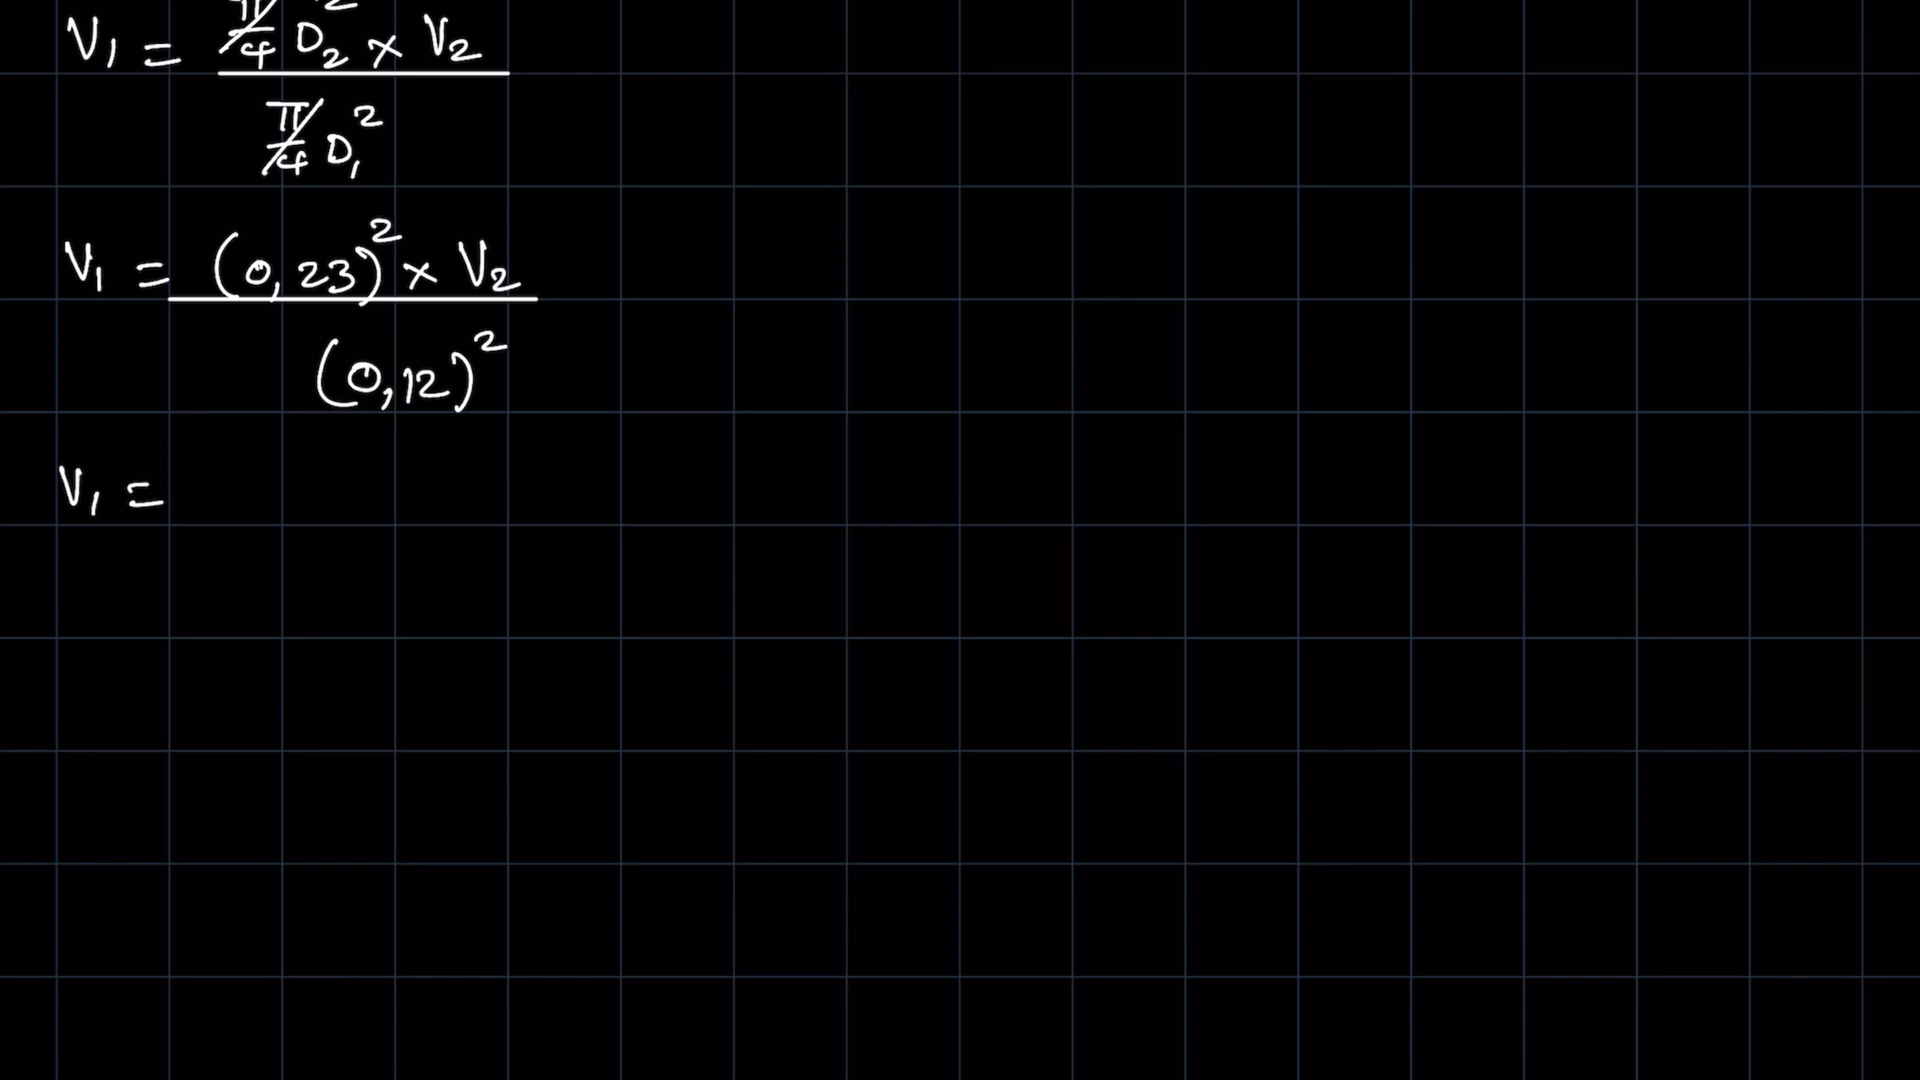 V₁ = π/4 D₂² × V₂
π/4 D₁²
V₁ = (0,23)² × V₂
(0,12)²
V₁ =